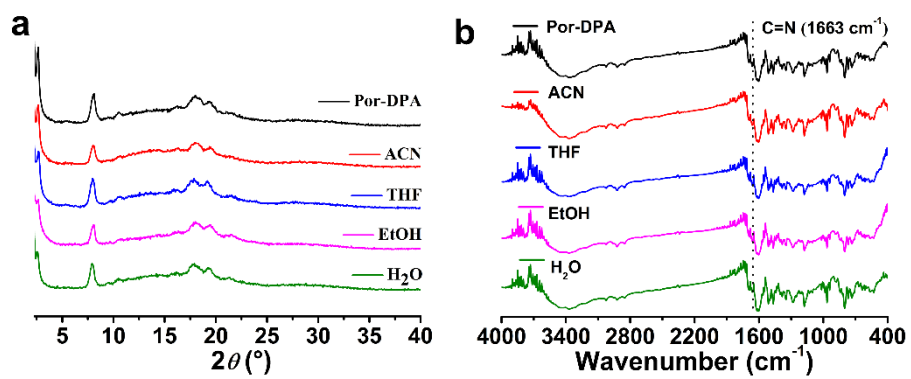 a
Por-DPA
ACN
THF
EtOH
H2O
5 10 15 20 25 30 35 40
2θ (°)
b
Por-DPA
C=N (1663 cm⁻¹)
ACN
THF
EtOH
H₂O
4000 3400 2800 2200 1600 1000 400
Wavenumber (cm⁻¹)